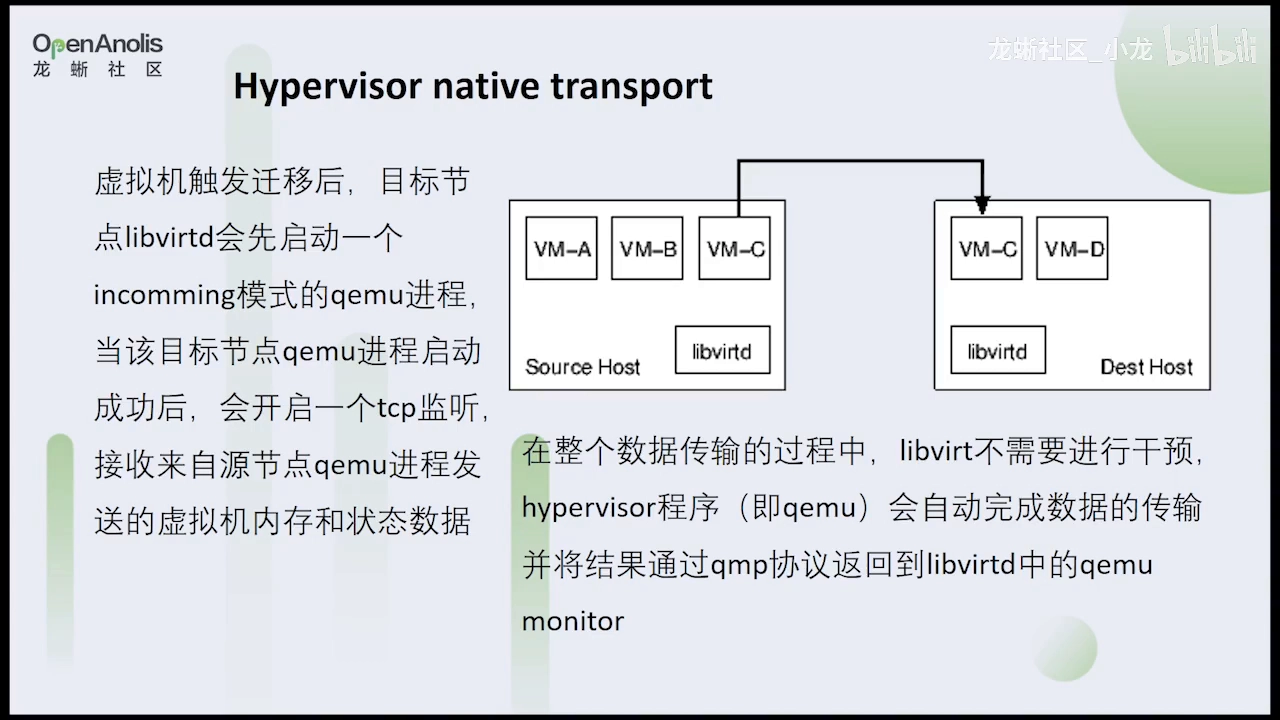 OpenAnolis
龙蜥社区
龙蜥社区_小龙 bilibili
Hypervisor native transport
虚拟机触发迁移后，目标节
点libvirtd会先启动一个
incomming模式的qemu进程，
当该目标节点qemu进程启动
成功后，会开启一个tcp监听，
接收来自源节点qemu进程发
送的虚拟机内存和状态数据
VM-A VM-B VM-C
libvirtd
Source Host
VM-C VM-D
libvirtd
Dest Host
在整个数据传输的过程中，libvirt不需要进行干预，
hypervisor程序（即qemu）会自动完成数据的传输
并将结果通过qmp协议返回到libvirtd中的qemu
monitor